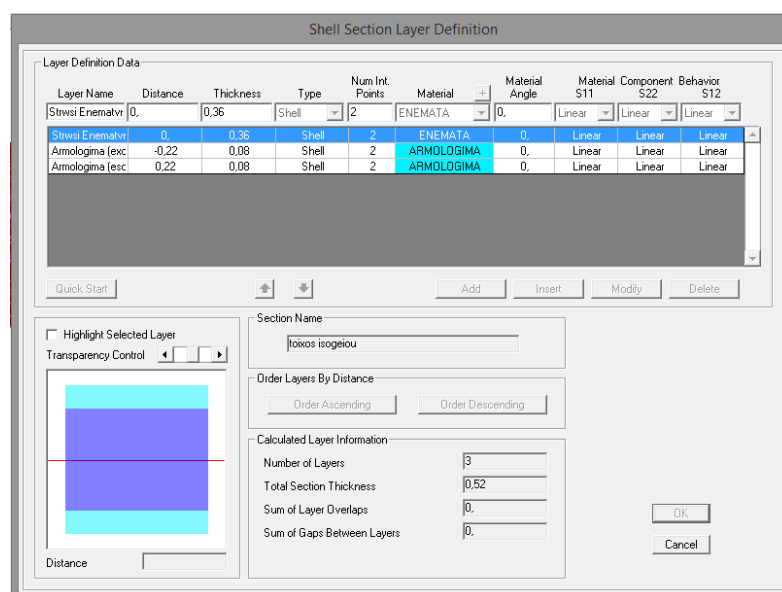 Shell Section Layer Definition
Layer Definition Data
Layer Name Distance Thickness Type Num Int. Points Material + Material Angle Material Component Behavior S11 S22 S12
Strwsi Enematvr 0, 0,36 Shell 2 ENEMATA 0, Linear Linear Linear
Strwsi Enematvr 0, 0,36 Shell 2 ENEMATA 0, Linear Linear Linear
Armologima (exc -0,22 0,08 Shell 2 ARMOLOGIMA 0, Linear Linear Linear
Armologima (esc 0,22 0,08 Shell 2 ARMOLOGIMA 0, Linear Linear Linear
Quick Start Add Insert Modify Delete
Highlight Selected Layer
Transparency Control
Distance
Section Name
toixos isogeiou
Order Layers By Distance
Order Ascending Order Descending
Calculated Layer Information
Number of Layers 3
Total Section Thickness 0,52
Sum of Layer Overlaps 0,
Sum of Gaps Between Layers 0,
OK
Cancel